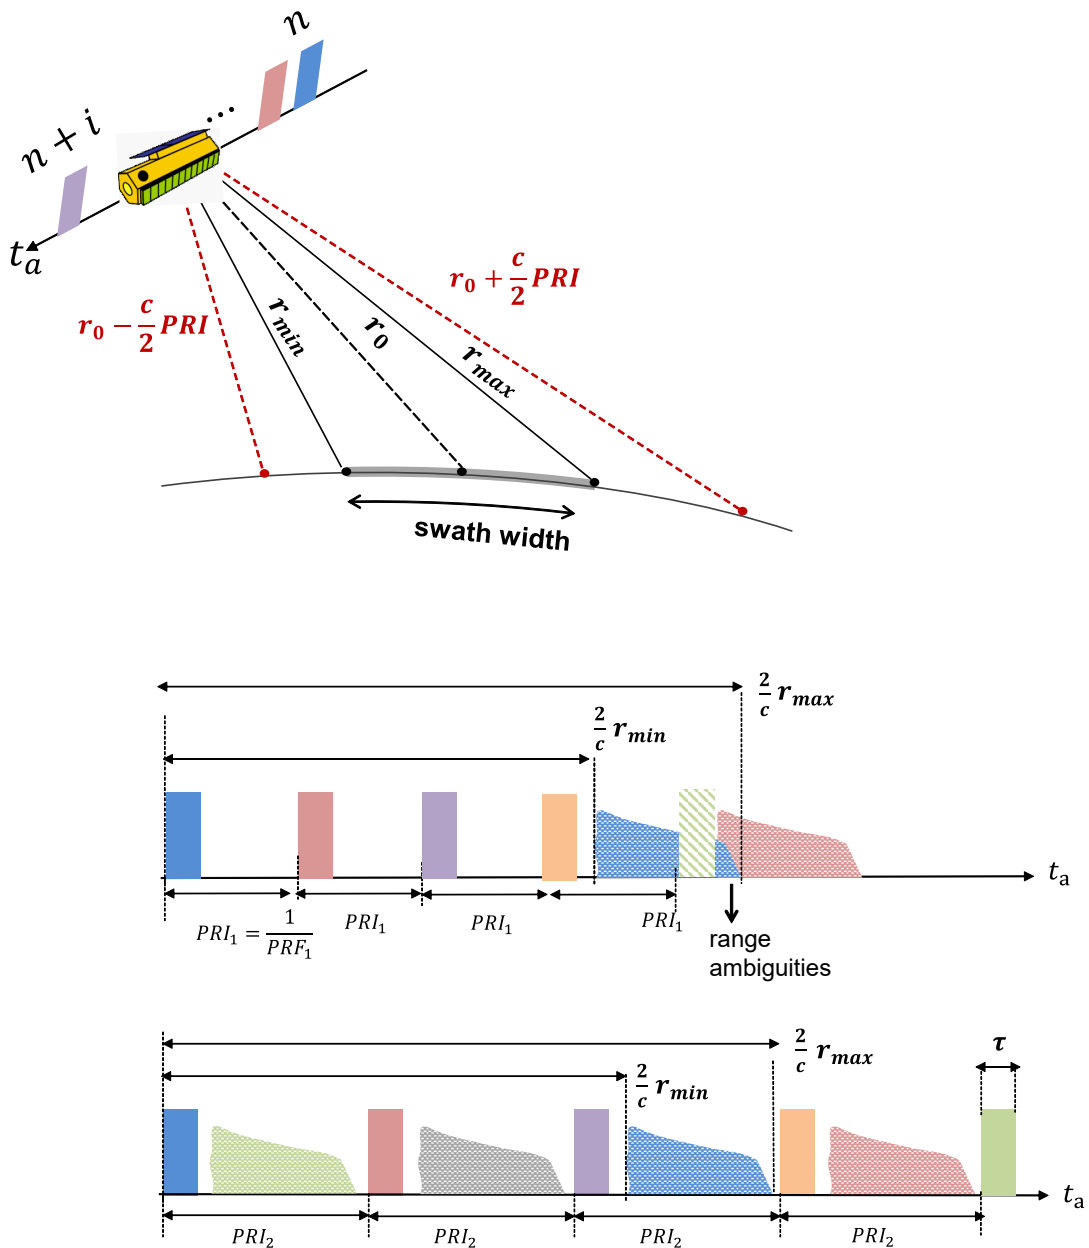 n
n + i
...
t_a
r_0 − c/2 PRI
r_min
r_0
r_max
r_0 + c/2 PRI
swath width
2/c r_max
2/c r_min
t_a
PRI_1 = 1/PRF_1
PRI_1
PRI_1
PRI_1
range
ambiguities
2/c r_max
τ
2/c r_min
t_a
PRI_2
PRI_2
PRI_2
PRI_2